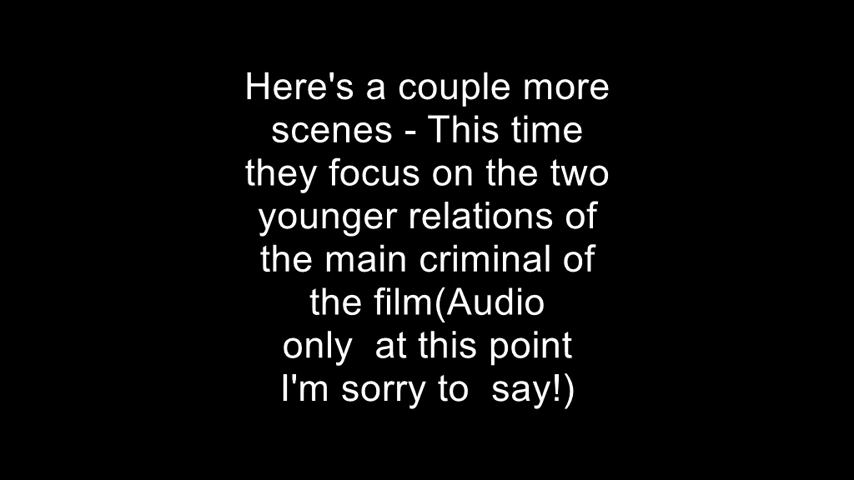 Here's a couple more
scenes - This time
they focus on the two
younger relations of
the main criminal of
the film(Audio
only  at this point
I'm sorry to  say!)